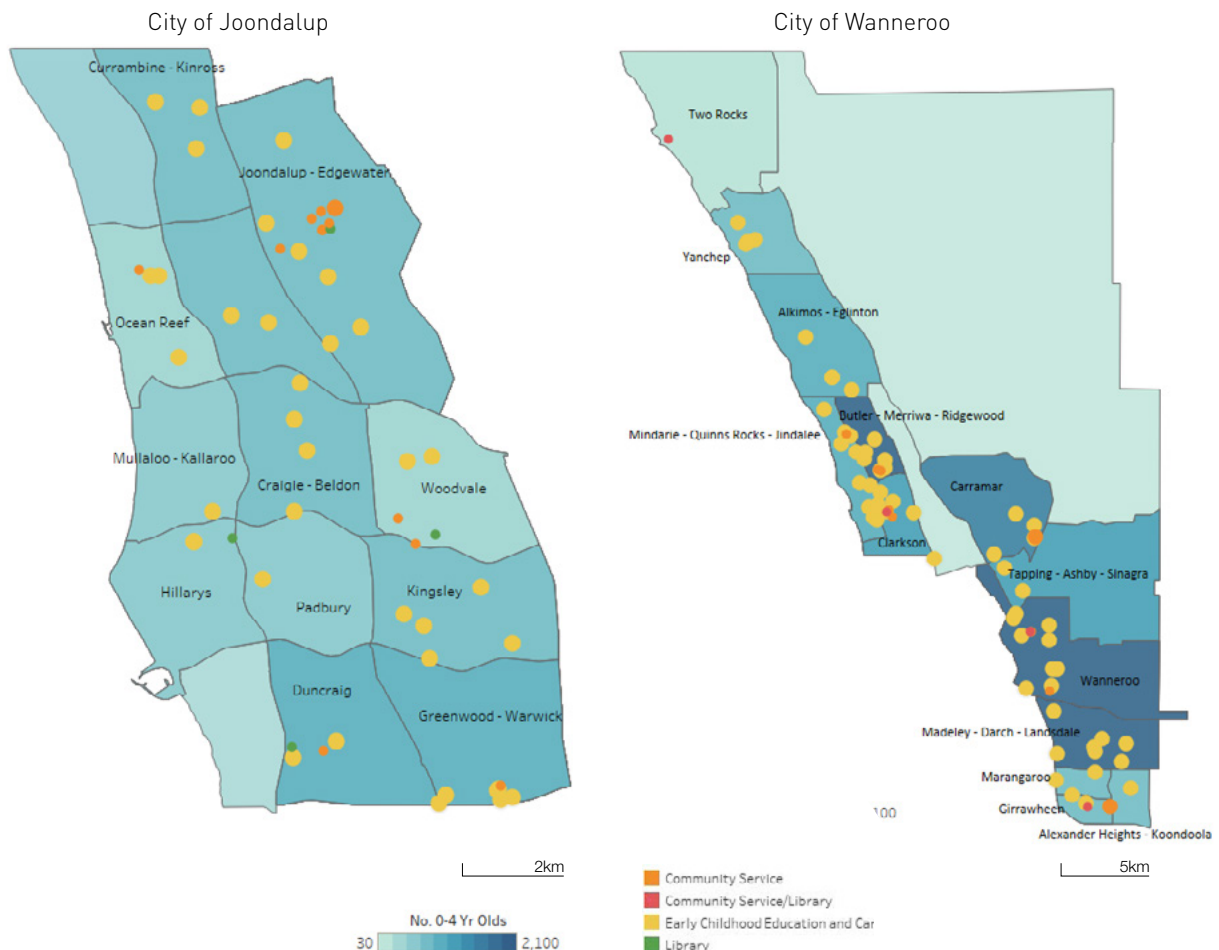 City of Joondalup
Currambine - Kinross
Joondalup - Edgewater
Ocean Reef
Mullaloo - Kallaroo
Craigie - Beldon
Woodvale
Hillarys
Padbury
Kingsley
Duncraig
Greenwood - Warwick
2km
No. 0-4 Yr Olds
30
2,100
City of Wanneroo
Two Rocks
Yanchep
Alkimos - Eglinton
Butler - Merriwa - Ridgewood
Mindarie - Quinns Rocks - Jindalee
Carramar
Clarkson
Tapping - Ashby - Sinagra
Wanneroo
Madeley - Darch - Landsdale
Marangaroo
Girrawheen
100
Alexander Heights - Koondoola
5km
Community Service
Community Service/Library
Early Childhood Education and Car
Library